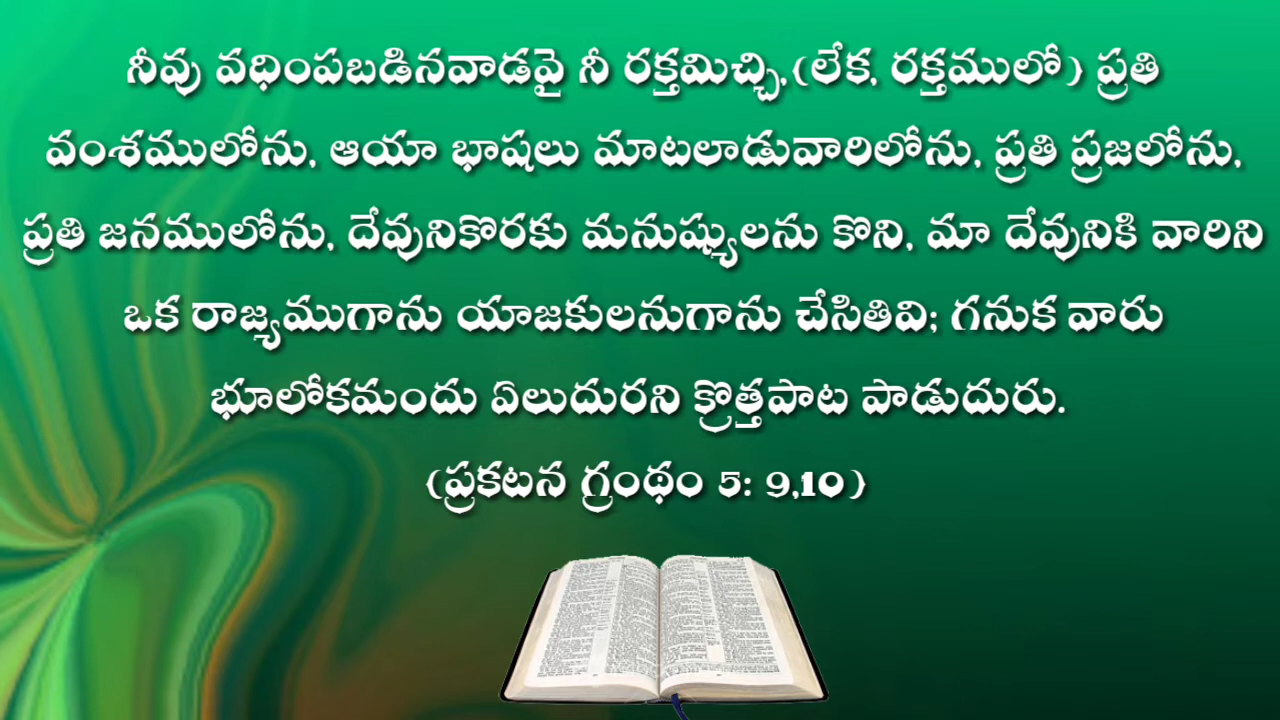 నీవు వధింపబడినవాడవై నీ రక్తమిచ్చి,(లేక, రక్తములో) ప్రతి
వంశములోను, ఆయా భాషలు మాటలాడువారిలోను, ప్రతి ప్రజలోను,
ప్రతి జనములోను, దేవునికొరకు మనుష్యులను కొని, మా దేవునికి వారిని
ఒక రాజ్యముగాను యాజకులనుగాను చేసితివి; గనుక వారు
భూలోకమందు ఏలుదురని క్రొత్తపాట పాడుదురు.
(ప్రకటన గ్రంథం 5: 9,10)